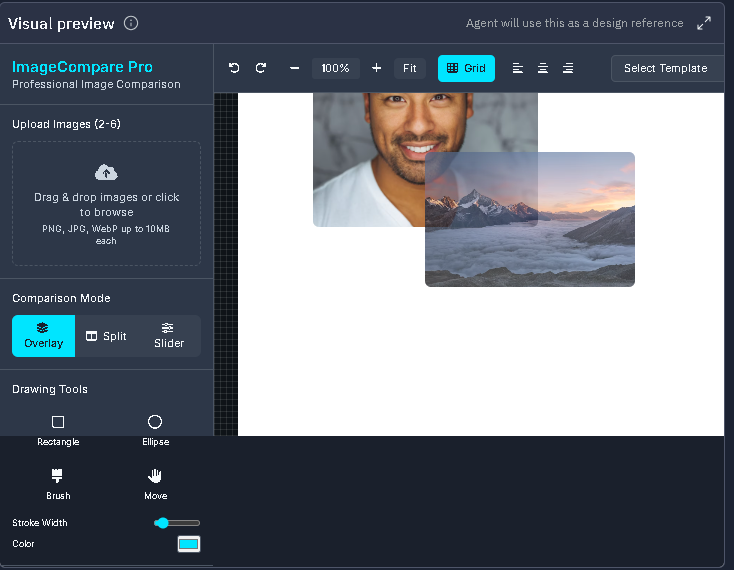 Visual preview
Agent will use this as a design reference
ImageCompare Pro
Professional Image Comparison
100%
Fit
Grid
Select Template
Upload Images (2-6)
Drag & drop images or click
to browse
PNG, JPG, WebP up to 10MB
each
Comparison Mode
Overlay
Split
Slider
Drawing Tools
Rectangle
Ellipse
Brush
Move
Stroke Width
Color